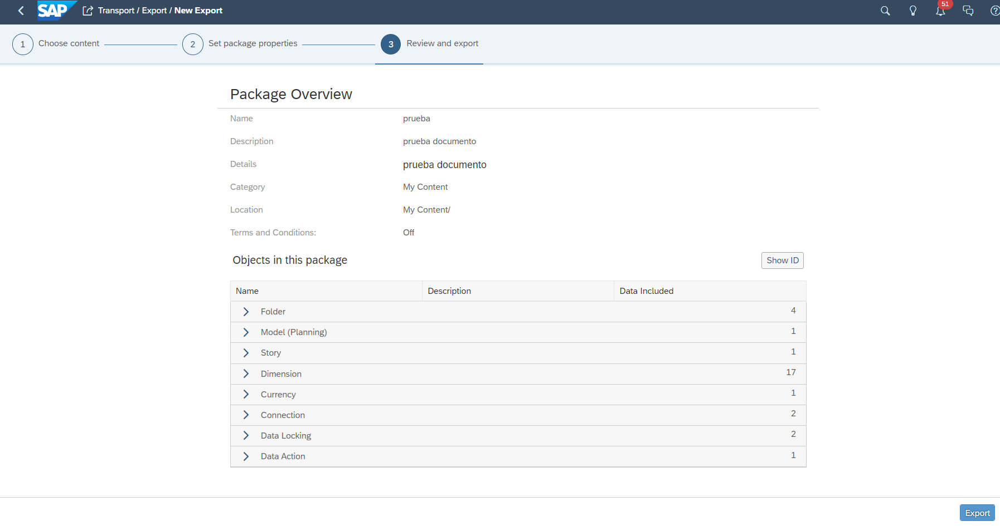 SAP Transport / Export / New Export 51
1 Choose content 2 Set package properties 3 Review and export
Package Overview
Name prueba
Description prueba documento
Details prueba documento
Category My Content
Location My Content/
Terms and Conditions: Off
Objects in this package Show ID
Name Description Data Included
Folder 4
Model (Planning) 1
Story 1
Dimension 17
Currency 1
Connection 2
Data Locking 2
Data Action 1
Export